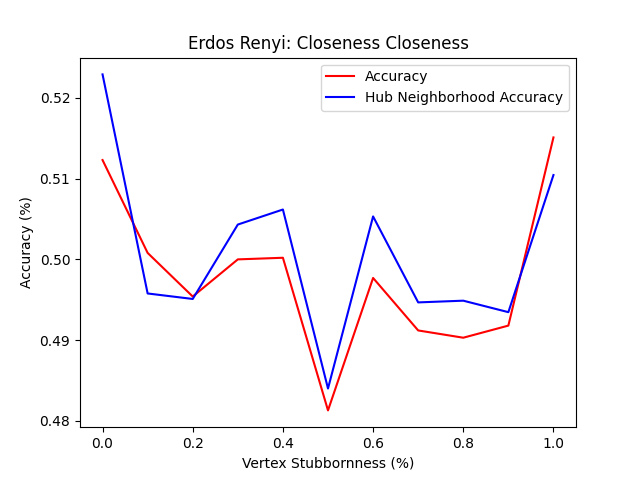 Erdos Renyi: Closeness Closeness
Accuracy
Hub Neighborhood Accuracy
0.52
0.51
0.50
0.49
0.48
Accuracy (%)
0.0 0.2 0.4 0.6 0.8 1.0
Vertex Stubbornness (%)